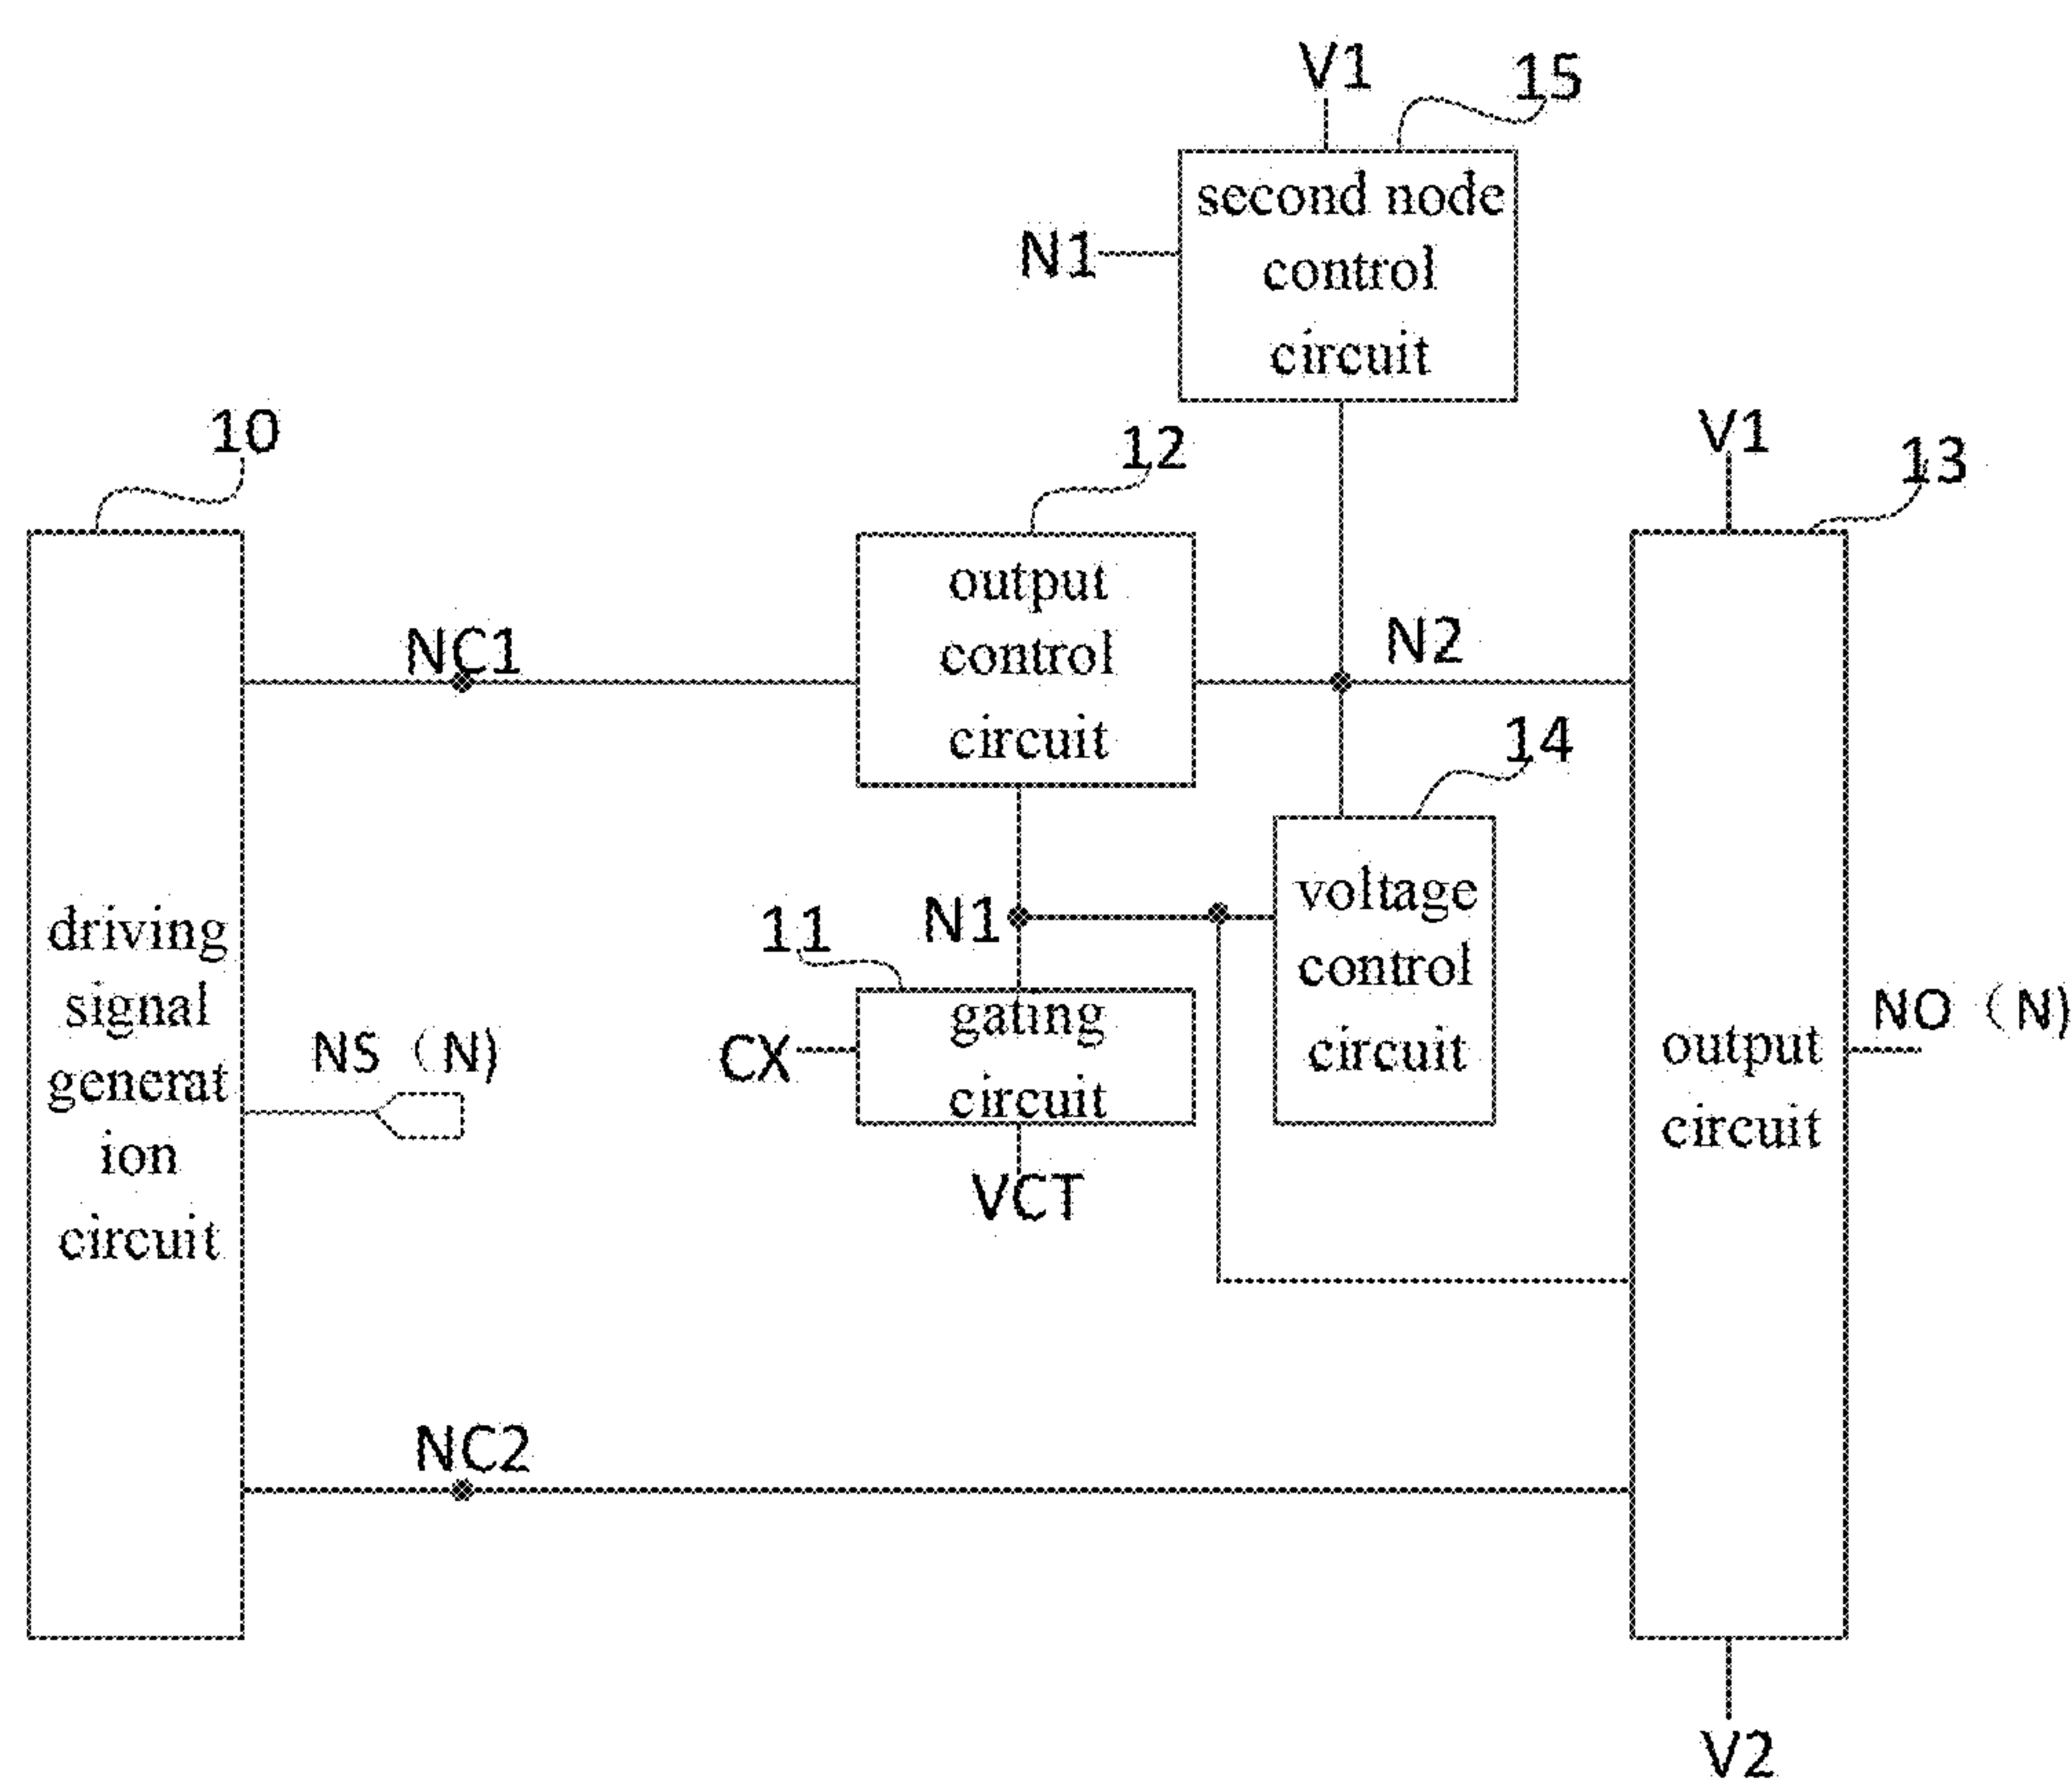 V1
15
second node
control
circuit
N1
10
12
V1
13
output
control
circuit
NC1
N2
14
voltage
control
circuit
N1
11
gating
circuit
CX
VCT
driving
signal
generat
ion
circuit
NS（N)
output
circuit
NO（N)
NC2
V2